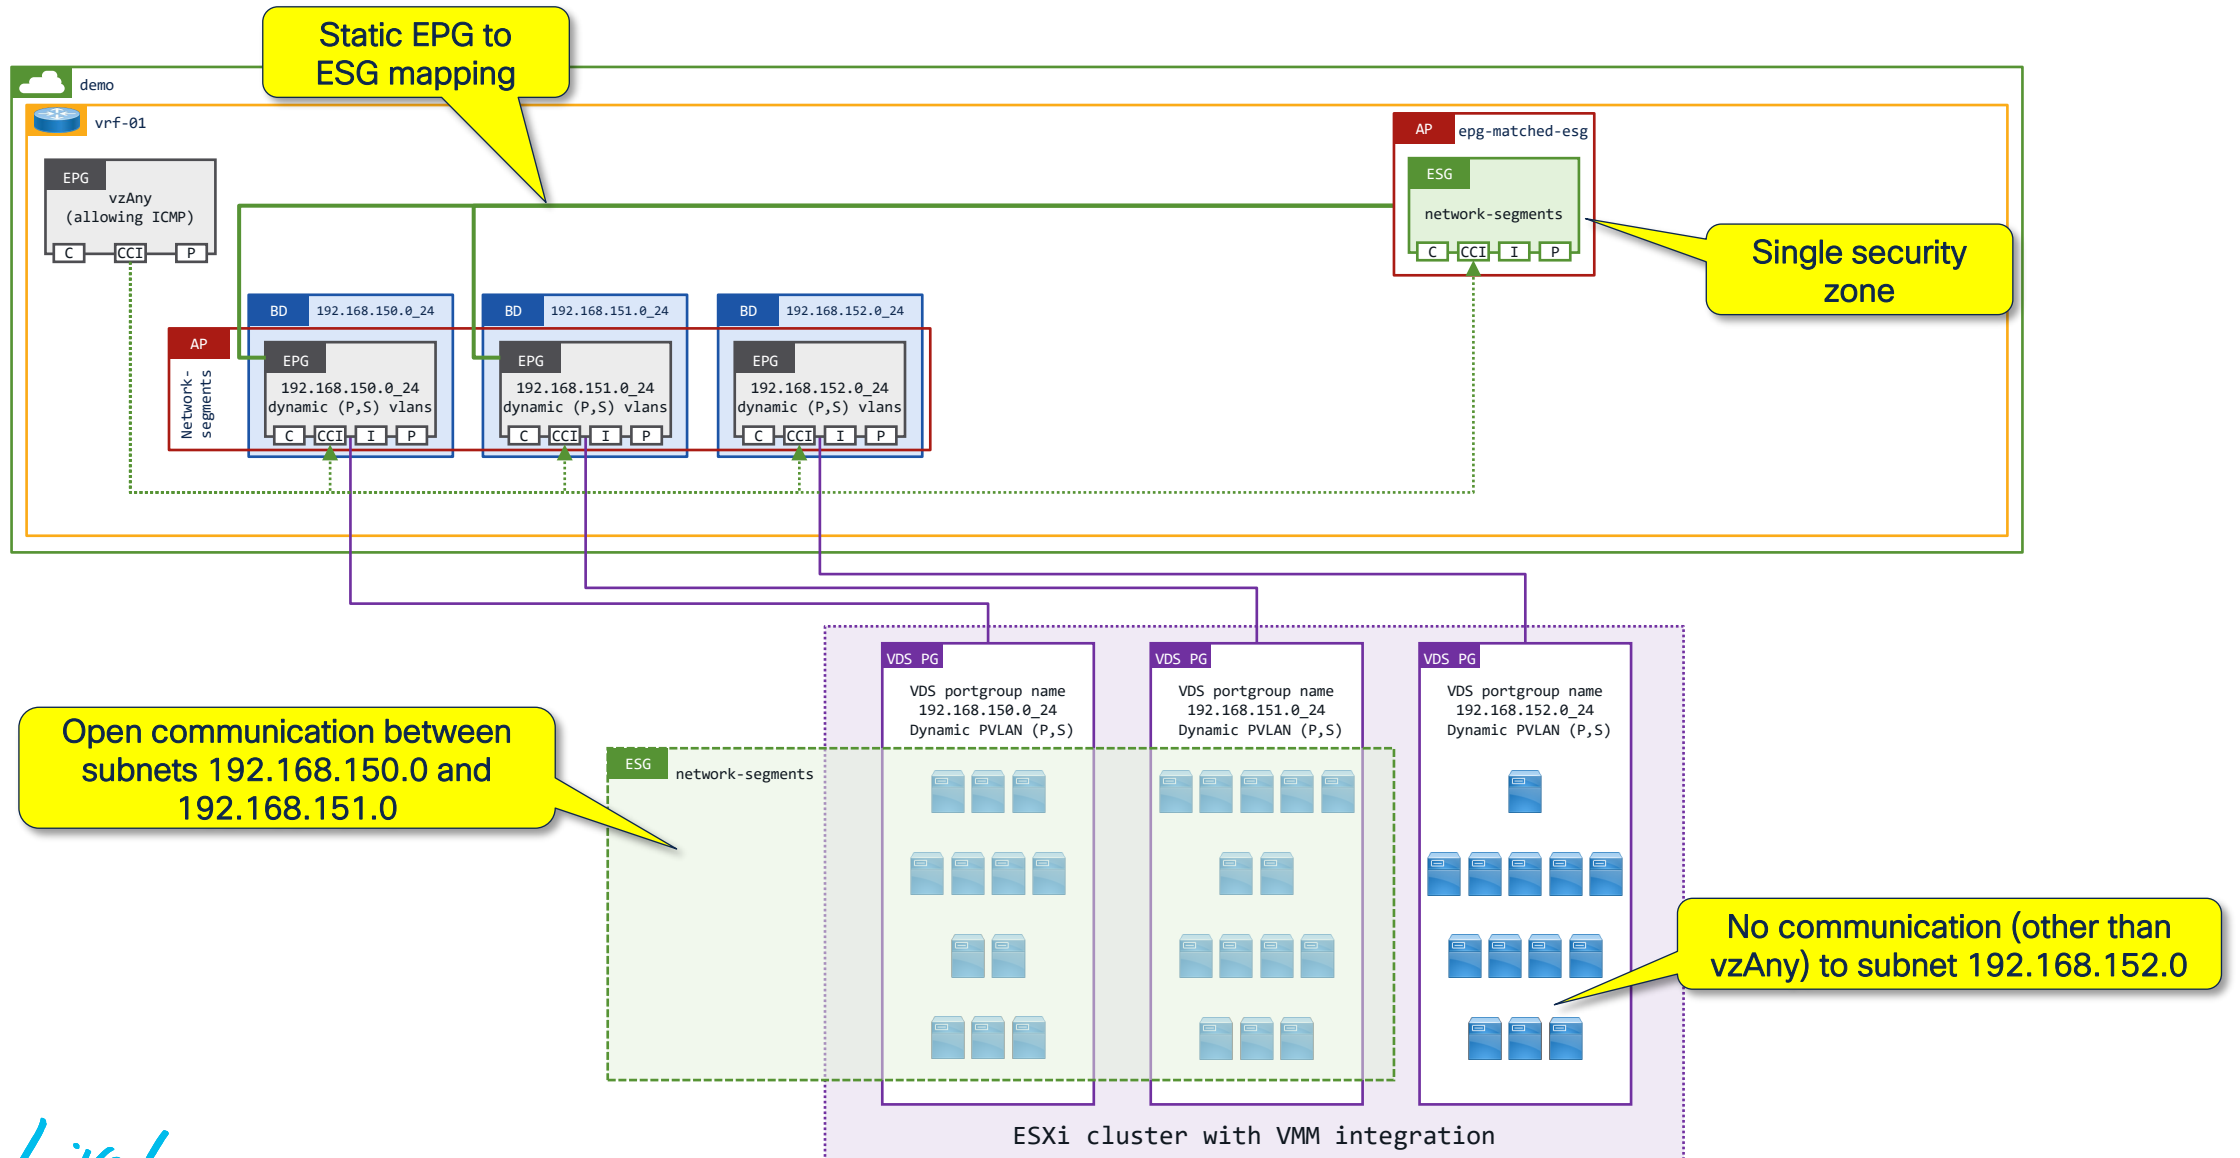 Static EPG to
ESG mapping
demo
vrf-01
EPG
vzAny
(allowing ICMP)
C
CCI
P
AP
epg-matched-esg
ESG
network-segments
C
CCI
I
P
Single security
zone
BD
192.168.150.0_24
BD
192.168.151.0_24
BD
192.168.152.0_24
AP
Network-
segments
EPG
192.168.150.0_24
dynamic (P,S) vlans
C
CCI
I
P
EPG
192.168.151.0_24
dynamic (P,S) vlans
C
CCI
I
P
EPG
192.168.152.0_24
dynamic (P,S) vlans
C
CCI
I
P
VDS PG
VDS portgroup name
192.168.150.0_24
Dynamic PVLAN (P,S)
VDS PG
VDS portgroup name
192.168.151.0_24
Dynamic PVLAN (P,S)
VDS PG
VDS portgroup name
192.168.152.0_24
Dynamic PVLAN (P,S)
Open communication between
subnets 192.168.150.0 and
192.168.151.0
ESG
network-segments
No communication (other than
vzAny) to subnet 192.168.152.0
ESXi cluster with VMM integration